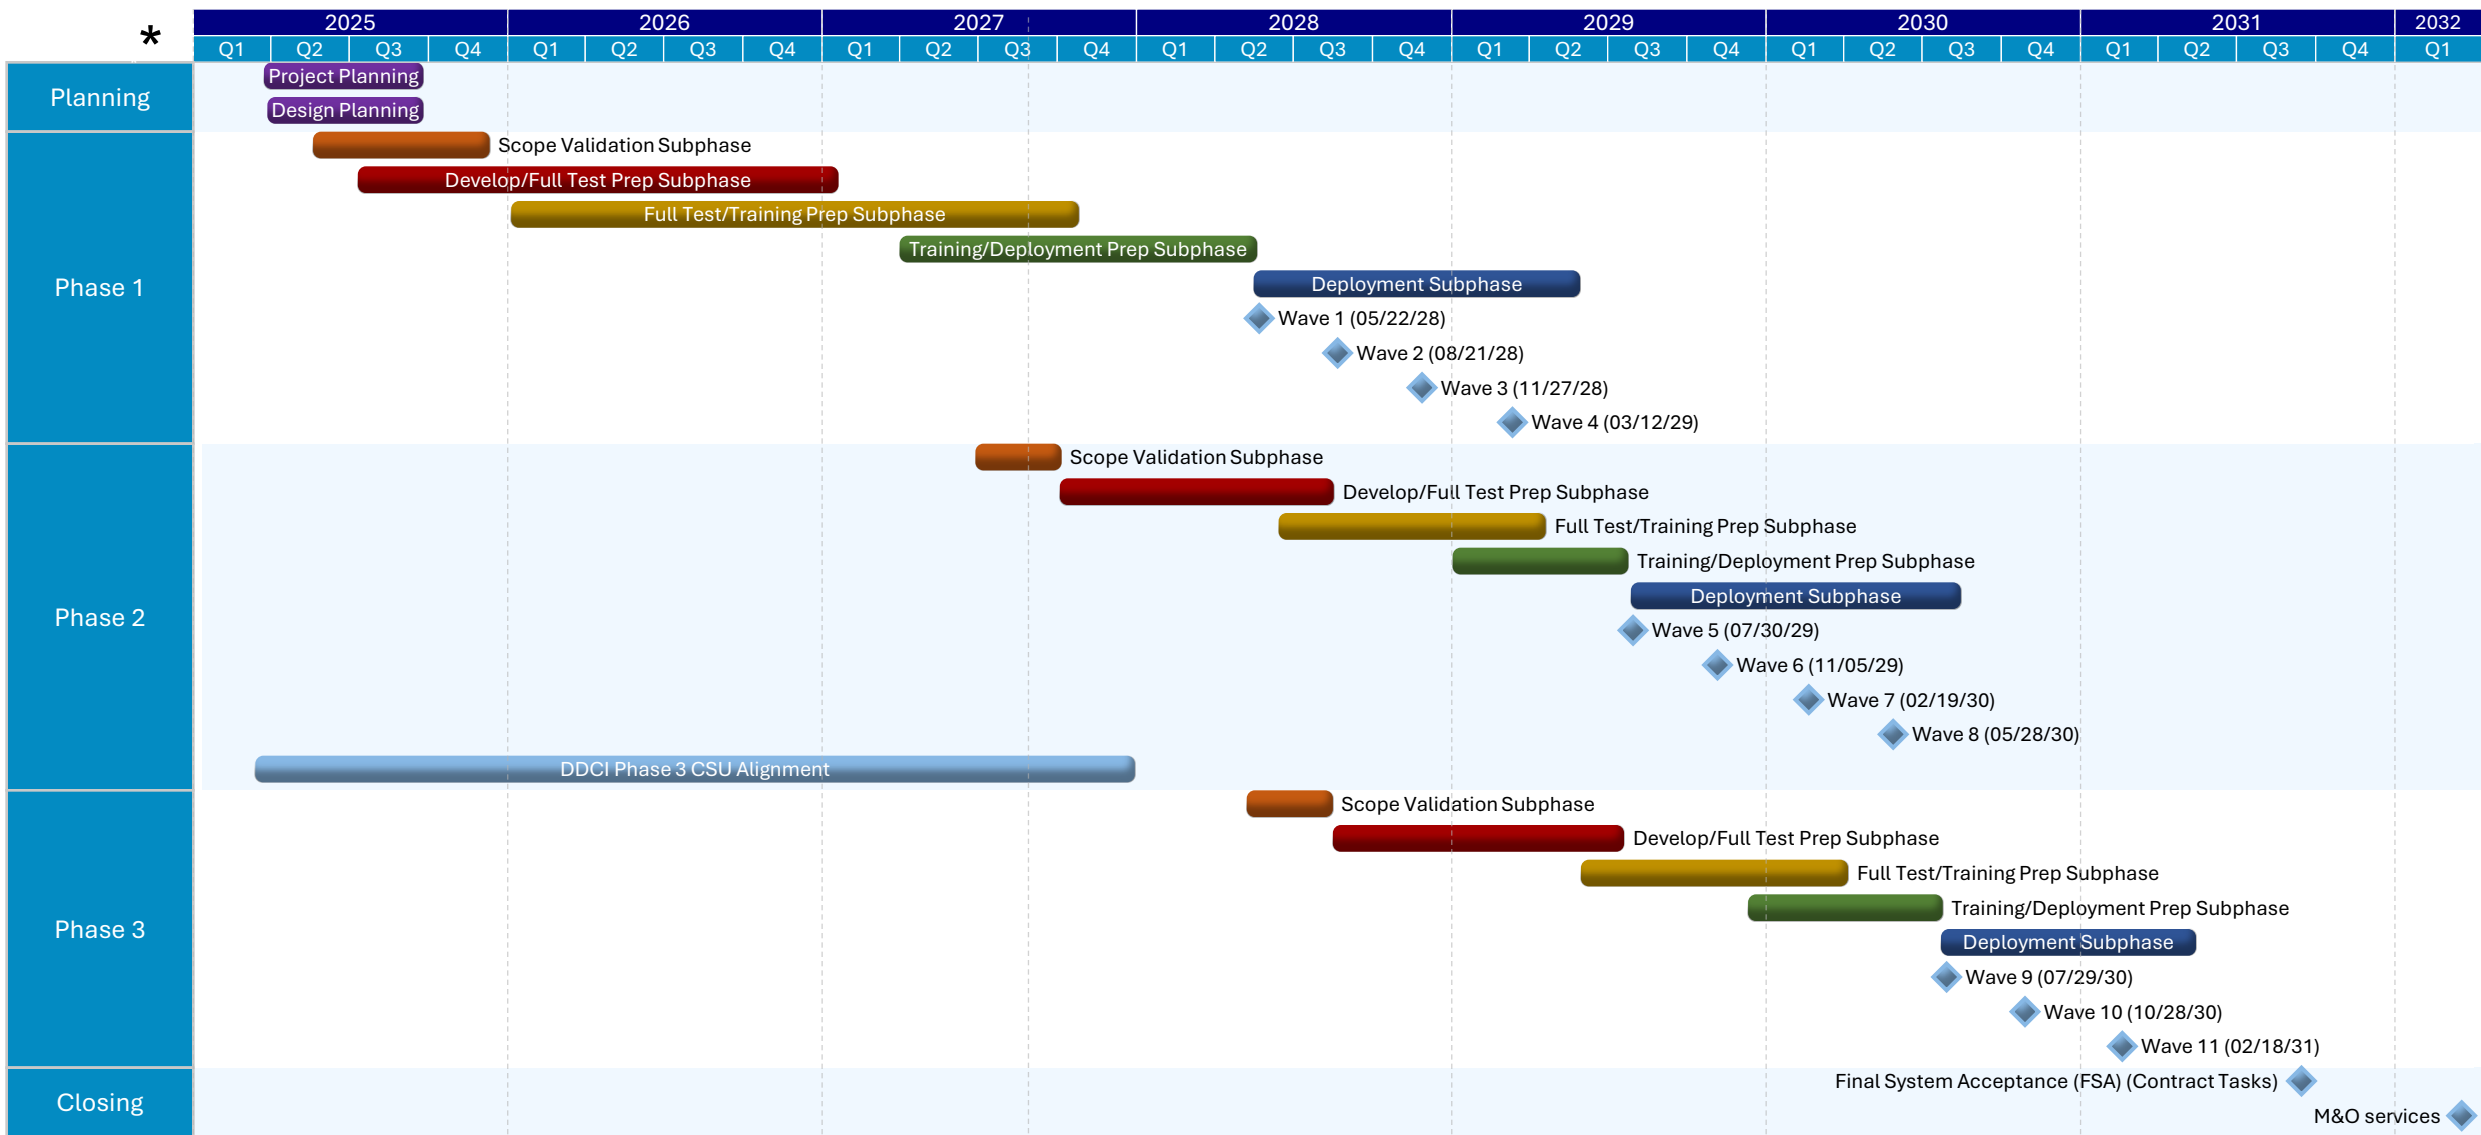 2025 2026 2027 2028 2029 2030 2031 2032
*
Q1 Q2 Q3 Q4 Q1 Q2 Q3 Q4 Q1 Q2 Q3 Q4 Q1 Q2 Q3 Q4 Q1 Q2 Q3 Q4 Q1 Q2 Q3 Q4 Q1 Q2 Q3 Q4 Q1
Planning
Project Planning
Design Planning
Phase 1
Scope Validation Subphase
Develop/Full Test Prep Subphase
Full Test/Training Prep Subphase
Training/Deployment Prep Subphase
Deployment Subphase
Wave 1 (05/22/28)
Wave 2 (08/21/28)
Wave 3 (11/27/28)
Wave 4 (03/12/29)
Phase 2
Scope Validation Subphase
Develop/Full Test Prep Subphase
Full Test/Training Prep Subphase
Training/Deployment Prep Subphase
Deployment Subphase
Wave 5 (07/30/29)
Wave 6 (11/05/29)
Wave 7 (02/19/30)
Wave 8 (05/28/30)
DDCI Phase 3 CSU Alignment
Phase 3
Scope Validation Subphase
Develop/Full Test Prep Subphase
Full Test/Training Prep Subphase
Training/Deployment Prep Subphase
Deployment Subphase
Wave 9 (07/29/30)
Wave 10 (10/28/30)
Wave 11 (02/18/31)
Closing
Final System Acceptance (FSA) (Contract Tasks)
M&O services